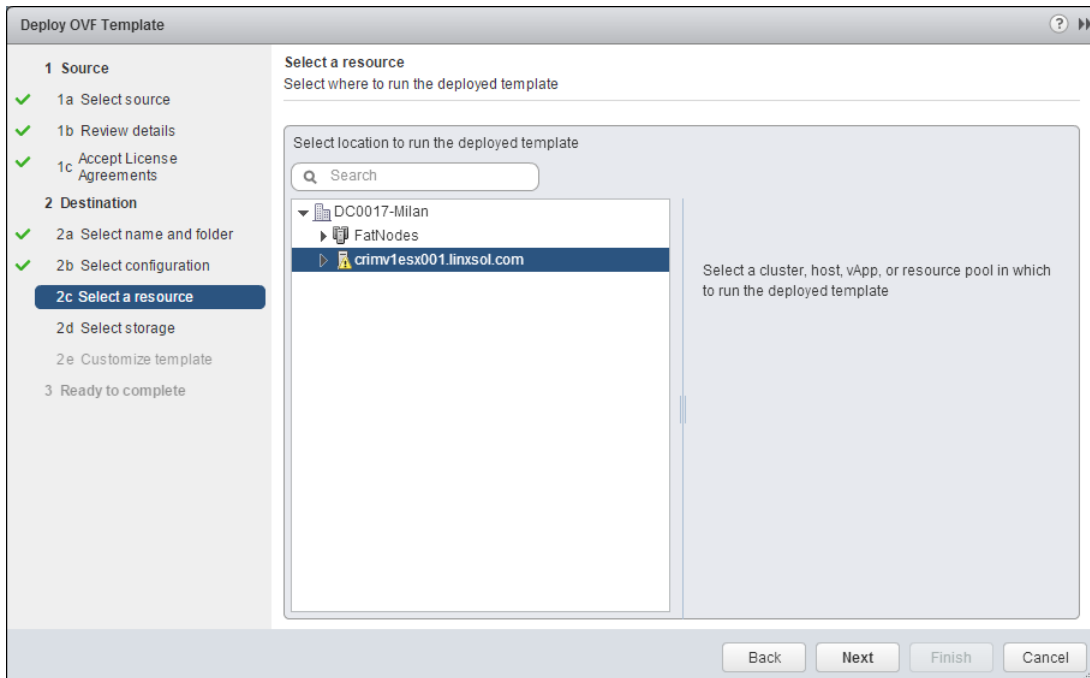 Deploy OVF Template
?
1 Source
1a Select source
1b Review details
1c Accept License
Agreements
2 Destination
2a Select name and folder
2b Select configuration
2c Select a resource
2d Select storage
2e Customize template
3 Ready to complete
Select a resource
Select where to run the deployed template
Select location to run the deployed template
Search
DC0017-Milan
FatNodes
crimv1esx001.linxsol.com
Select a cluster, host, vApp, or resource pool in which
to run the deployed template
Back Next Finish Cancel